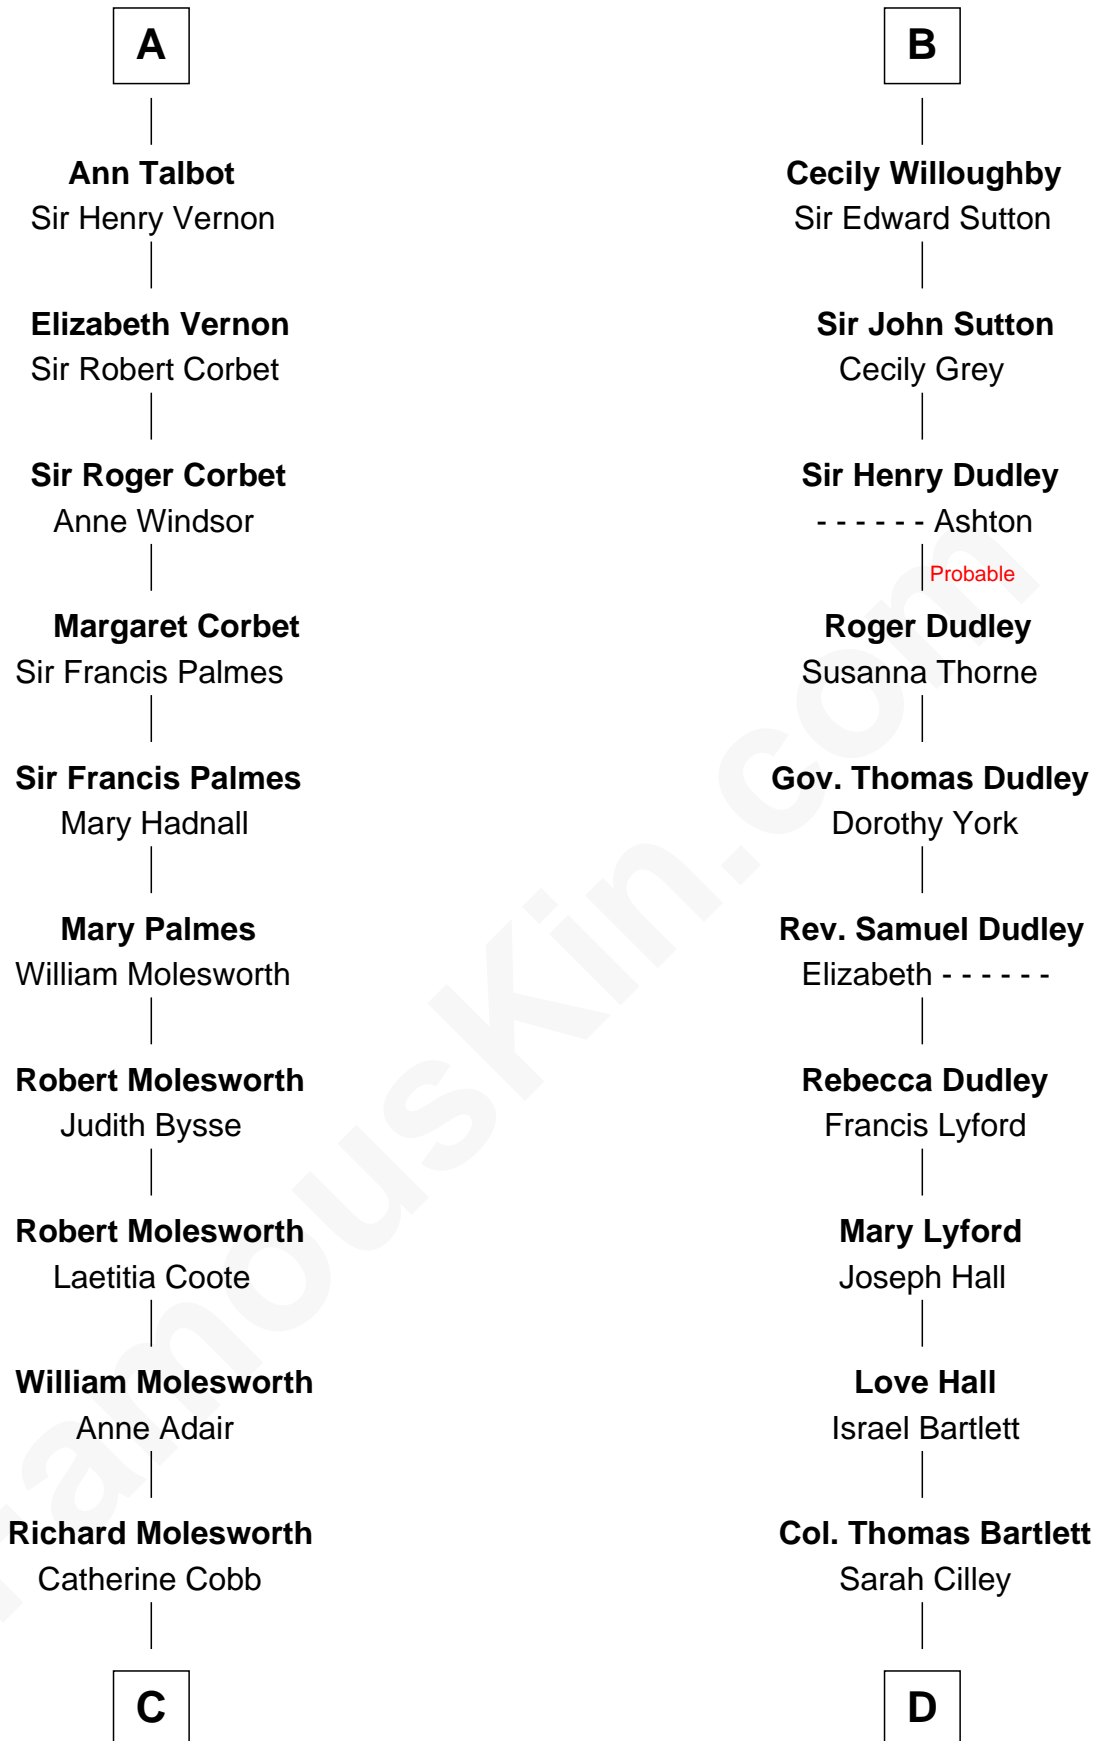 A
Ann Talbot
Sir Henry Vernon
Elizabeth Vernon
Sir Robert Corbet
Sir Roger Corbet
Anne Windsor
Margaret Corbet
Sir Francis Palmes
Sir Francis Palmes
Mary Hadnall
Mary Palmes
William Molesworth
Robert Molesworth
Judith Bysse
Robert Molesworth
Laetitia Coote
William Molesworth
Anne Adair
Richard Molesworth
Catherine Cobb
C
B
Cecily Willoughby
Sir Edward Sutton
Sir John Sutton
Cecily Grey
Sir Henry Dudley
- - - - - - Ashton
Probable
Roger Dudley
Susanna Thorne
Gov. Thomas Dudley
Dorothy York
Rev. Samuel Dudley
Elizabeth - - - - - -
Rebecca Dudley
Francis Lyford
Mary Lyford
Joseph Hall
Love Hall
Israel Bartlett
Col. Thomas Bartlett
Sarah Cilley
D
FamousKin.com